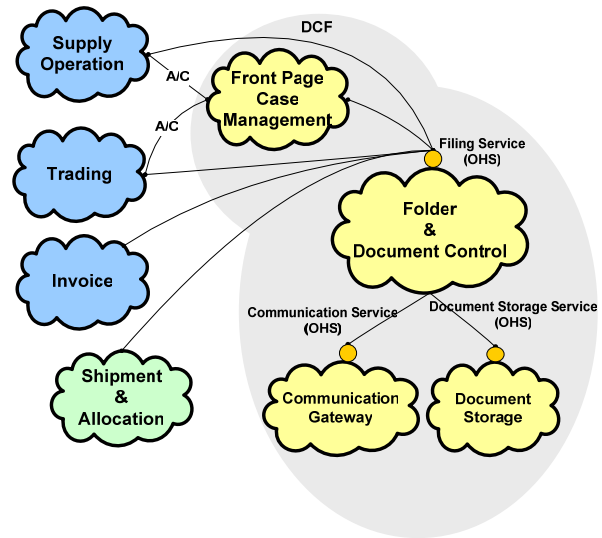 DCF
Supply
Operation
A/C
Front Page
Case
Management
A/C
Filing Service
(OHS)
Trading
Folder
&
Document Control
Invoice
Communication Service
(OHS)
Document Storage Service
(OHS)
Shipment
&
Allocation
Communication
Gateway
Document
Storage